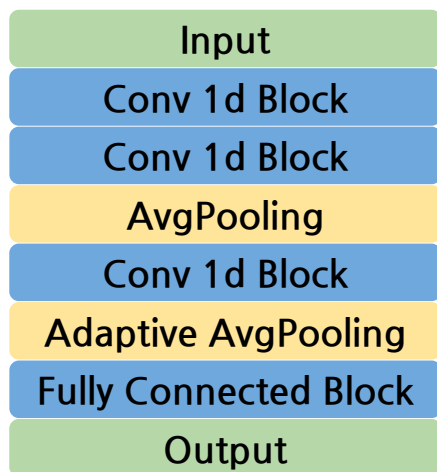 Input
Conv 1d Block
Conv 1d Block
AvgPooling
Conv 1d Block
Adaptive AvgPooling
Fully Connected Block
Output